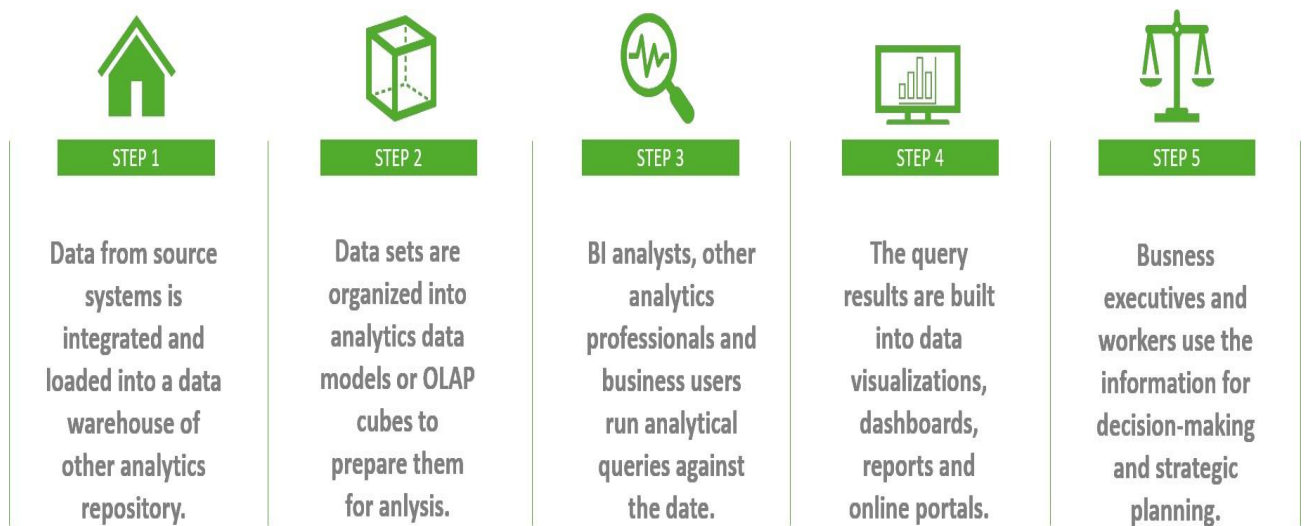 STEP 1
Data from source
systems is
integrated and
loaded into a data
warehouse of
other analytics
repository.
STEP 2
Data sets are
organized into
analytics data
models or OLAP
cubes to
prepare them
for anlysis.
STEP 3
BI analysts, other
analytics
professionals and
business users
run analytical
queries against
the date.
STEP 4
The query
results are built
into data
visualizations,
dashboards,
reports and
online portals.
STEP 5
Busness
executives and
workers use the
information for
decision-making
and strategic
planning.